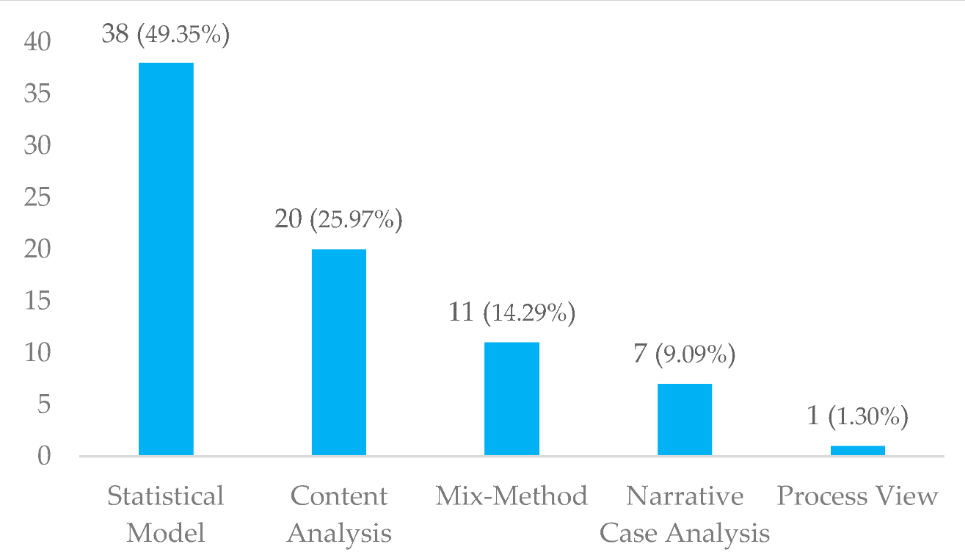 40
35
30
25
20
15
10
5
0
38 (49.35%)
20 (25.97%)
11 (14.29%)
7 (9.09%)
1 (1.30%)
Statistical
Model
Content
Analysis
Mix-Method
Narrative
Case Analysis
Process View